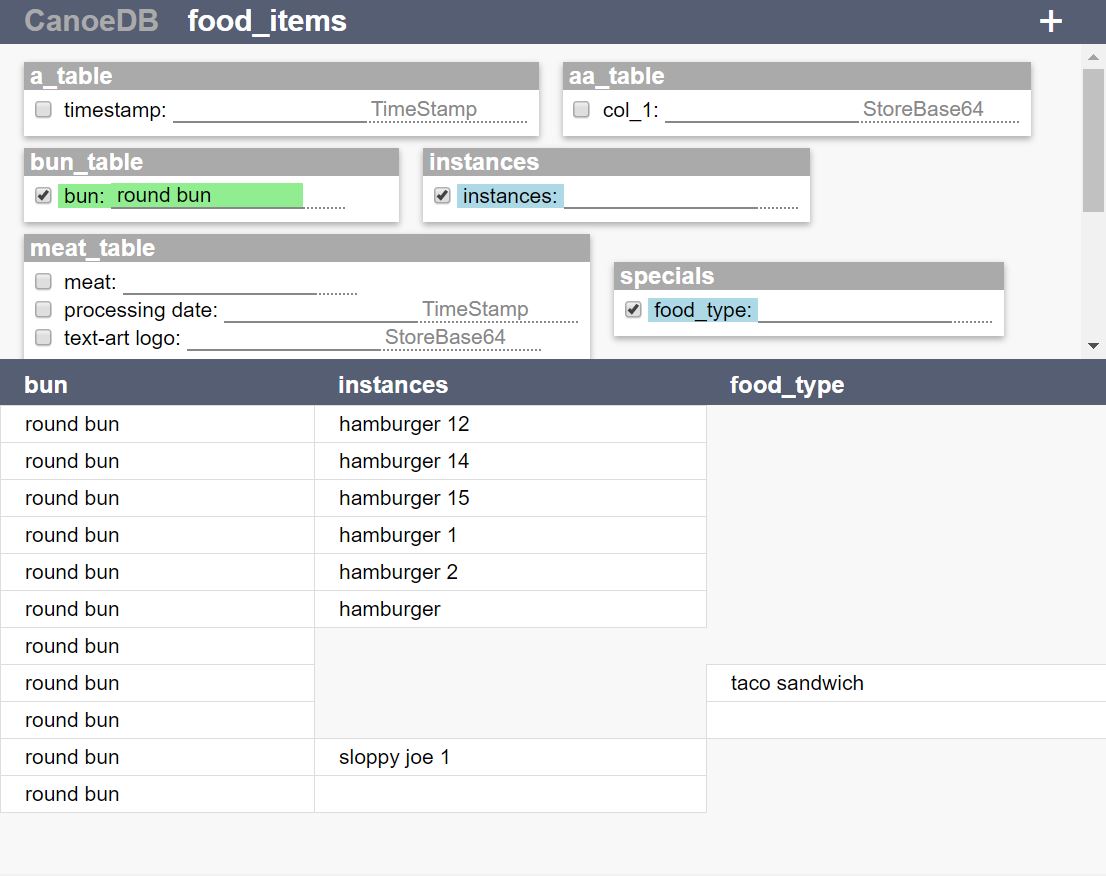 CanoeDB food_items +
a_table aa_table
timestamp: TimeStamp col_1: StoreBase64
bun_table instances
bun: round bun instances:
meat_table
specials
meat:
processing date: TimeStamp food_type:
text-art logo: StoreBase64
bun instances food_type
round bun hamburger 12
round bun hamburger 14
round bun hamburger 15
round bun hamburger 1
round bun hamburger 2
round bun hamburger
round bun
round bun taco sandwich
round bun
round bun sloppy joe 1
round bun